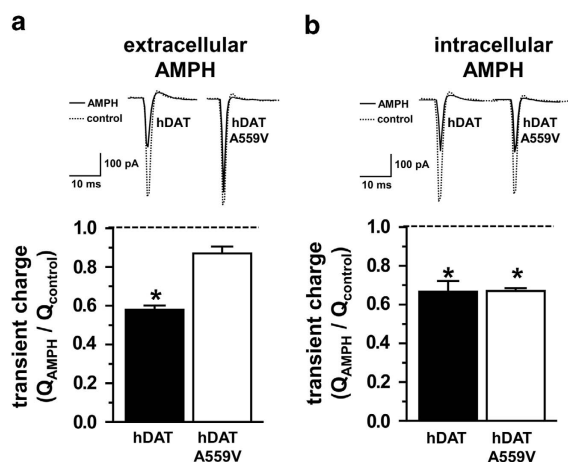 a
extracellular
AMPH
AMPH
control
hDAT
hDAT
A559V
100 pA
10 ms
transient charge
(QAMPH / Qcontrol)
1.0
0.8
0.6
0.4
0.2
0.0
*
hDAT
hDAT
A559V
b
intracellular
AMPH
AMPH
control
hDAT
hDAT
A559V
100 pA
10 ms
transient charge
(QAMPH / Qcontrol)
1.0
0.8
0.6
0.4
0.2
0.0
*
*
hDAT
hDAT
A559V